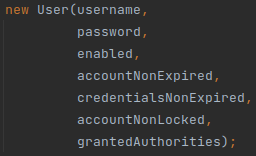 new User(username,
password,
enabled,
accountNonExpired,
credentialsNonExpired,
accountNonLocked,
grantedAuthorities);